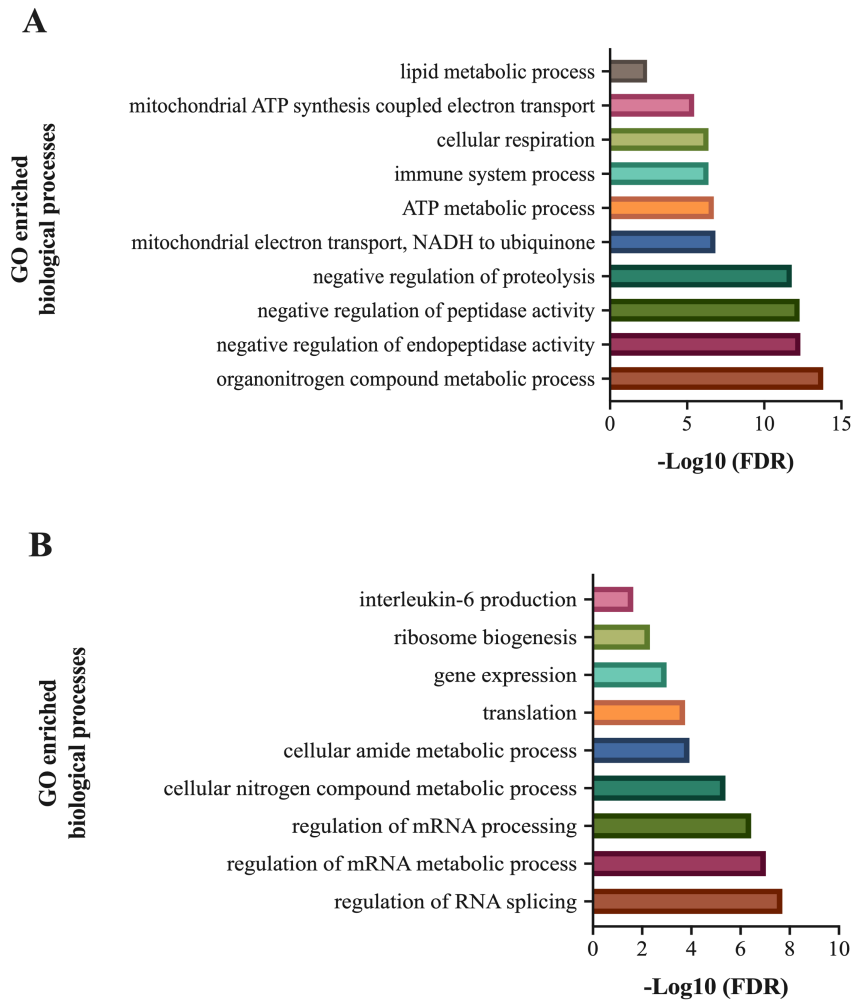 A
GO enriched
biological processes
lipid metabolic process
mitochondrial ATP synthesis coupled electron transport
cellular respiration
immune system process
ATP metabolic process
mitochondrial electron transport, NADH to ubiquinone
negative regulation of proteolysis
negative regulation of peptidase activity
negative regulation of endopeptidase activity
organonitrogen compound metabolic process
0 5 10 15
-Log10 (FDR)
B
GO enriched
biological processes
interleukin-6 production
ribosome biogenesis
gene expression
translation
cellular amide metabolic process
cellular nitrogen compound metabolic process
regulation of mRNA processing
regulation of mRNA metabolic process
regulation of RNA splicing
0 2 4 6 8 10
-Log10 (FDR)